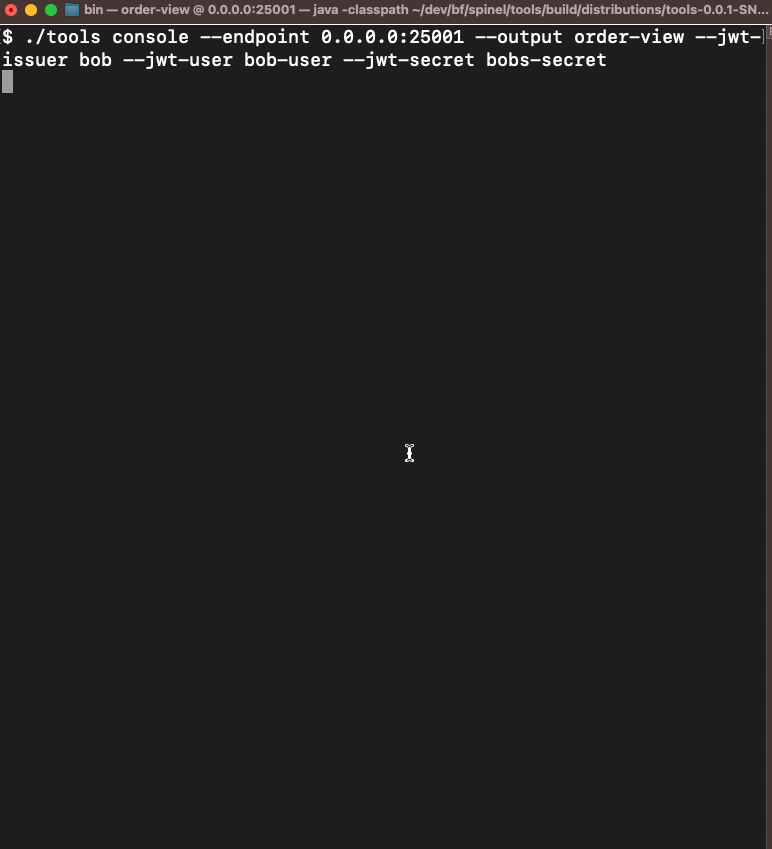 bin — order-view @ 0.0.0.0:25001 — java -classpath ~/dev/bf/spinel/tools/build/distributions/tools-0.0.1-SN...
$ ./tools console --endpoint 0.0.0.0:25001 --output order-view --jwt-
issuer bob --jwt-user bob-user --jwt-secret bobs-secret